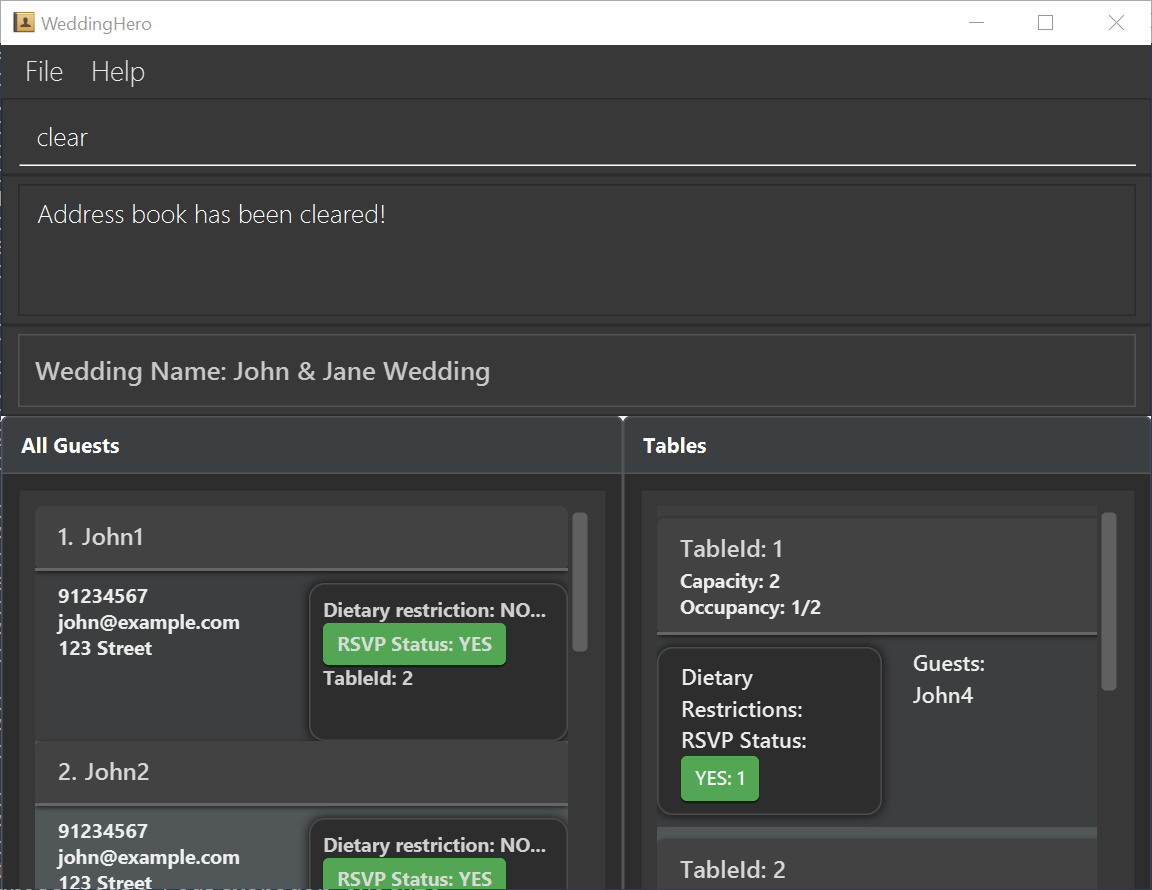 WeddingHero
File Help
clear
Address book has been cleared!
Wedding Name: John & Jane Wedding
All Guests
1. John1
91234567
john@example.com
123 Street
Dietary restriction: NO...
RSVP Status: YES
TableId: 2
2. John2
91234567
john@example.com
123 Street
Dietary restriction: NO...
RSVP Status: YES
Tables
TableId: 1
Capacity: 2
Occupancy: 1/2
Dietary
Restrictions:
RSVP Status:
YES: 1
Guests:
John4
TableId: 2